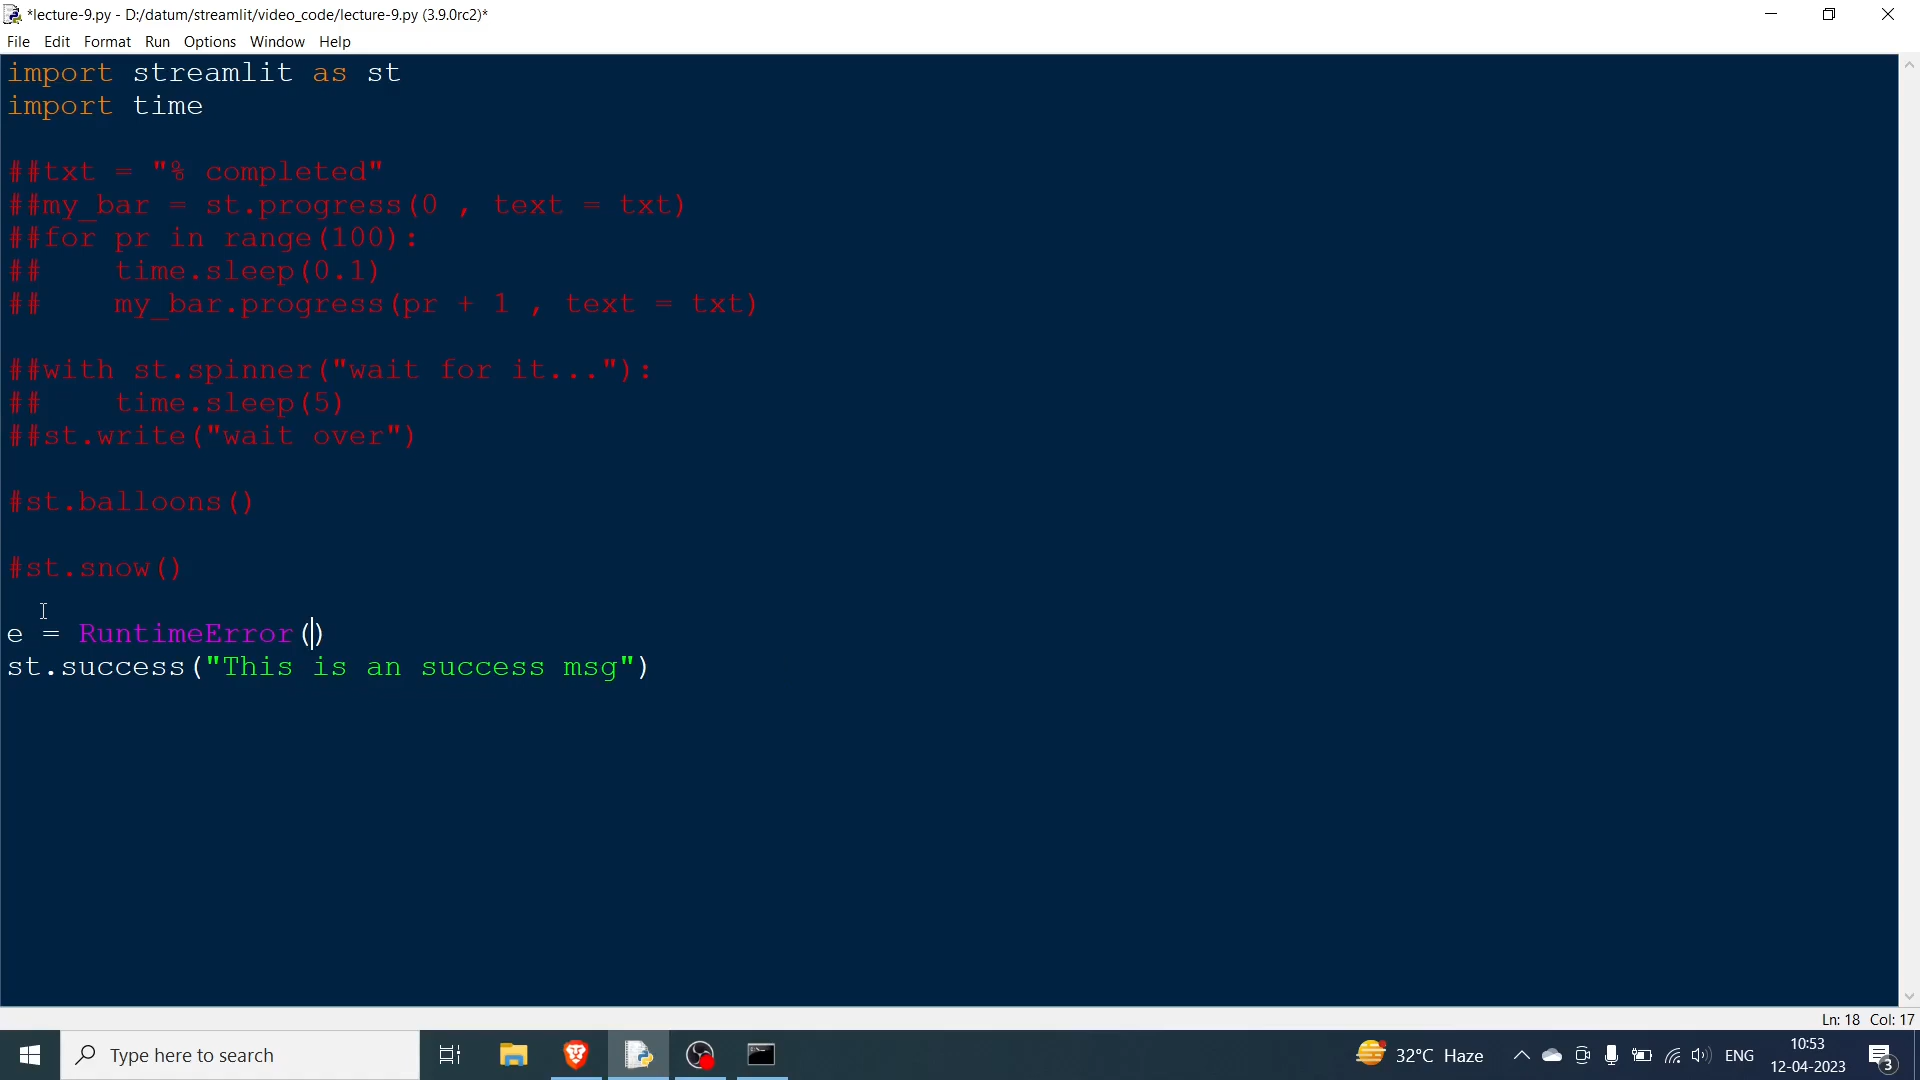 *lecture-9.py - D:/datum/streamlit/video_code/lecture-9.py (3.9.0rc2)*
File Edit Format Run Options Window Help
import streamlit as st
import time
##txt = "% completed"
##my_bar = st.progress(0 , text = txt)
##for pr in range(100):
##    time.sleep(0.1)
##    my_bar.progress(pr + 1 , text = txt)
##with st.spinner("wait for it..."):
##    time.sleep(5)
##st.write("wait over")
#st.balloons()
#st.snow()
e = RuntimeError()
st.success("This is an success msg")
Ln: 18 Col: 17
Type here to search
32°C Haze
ENG
10:53
12-04-2023
3